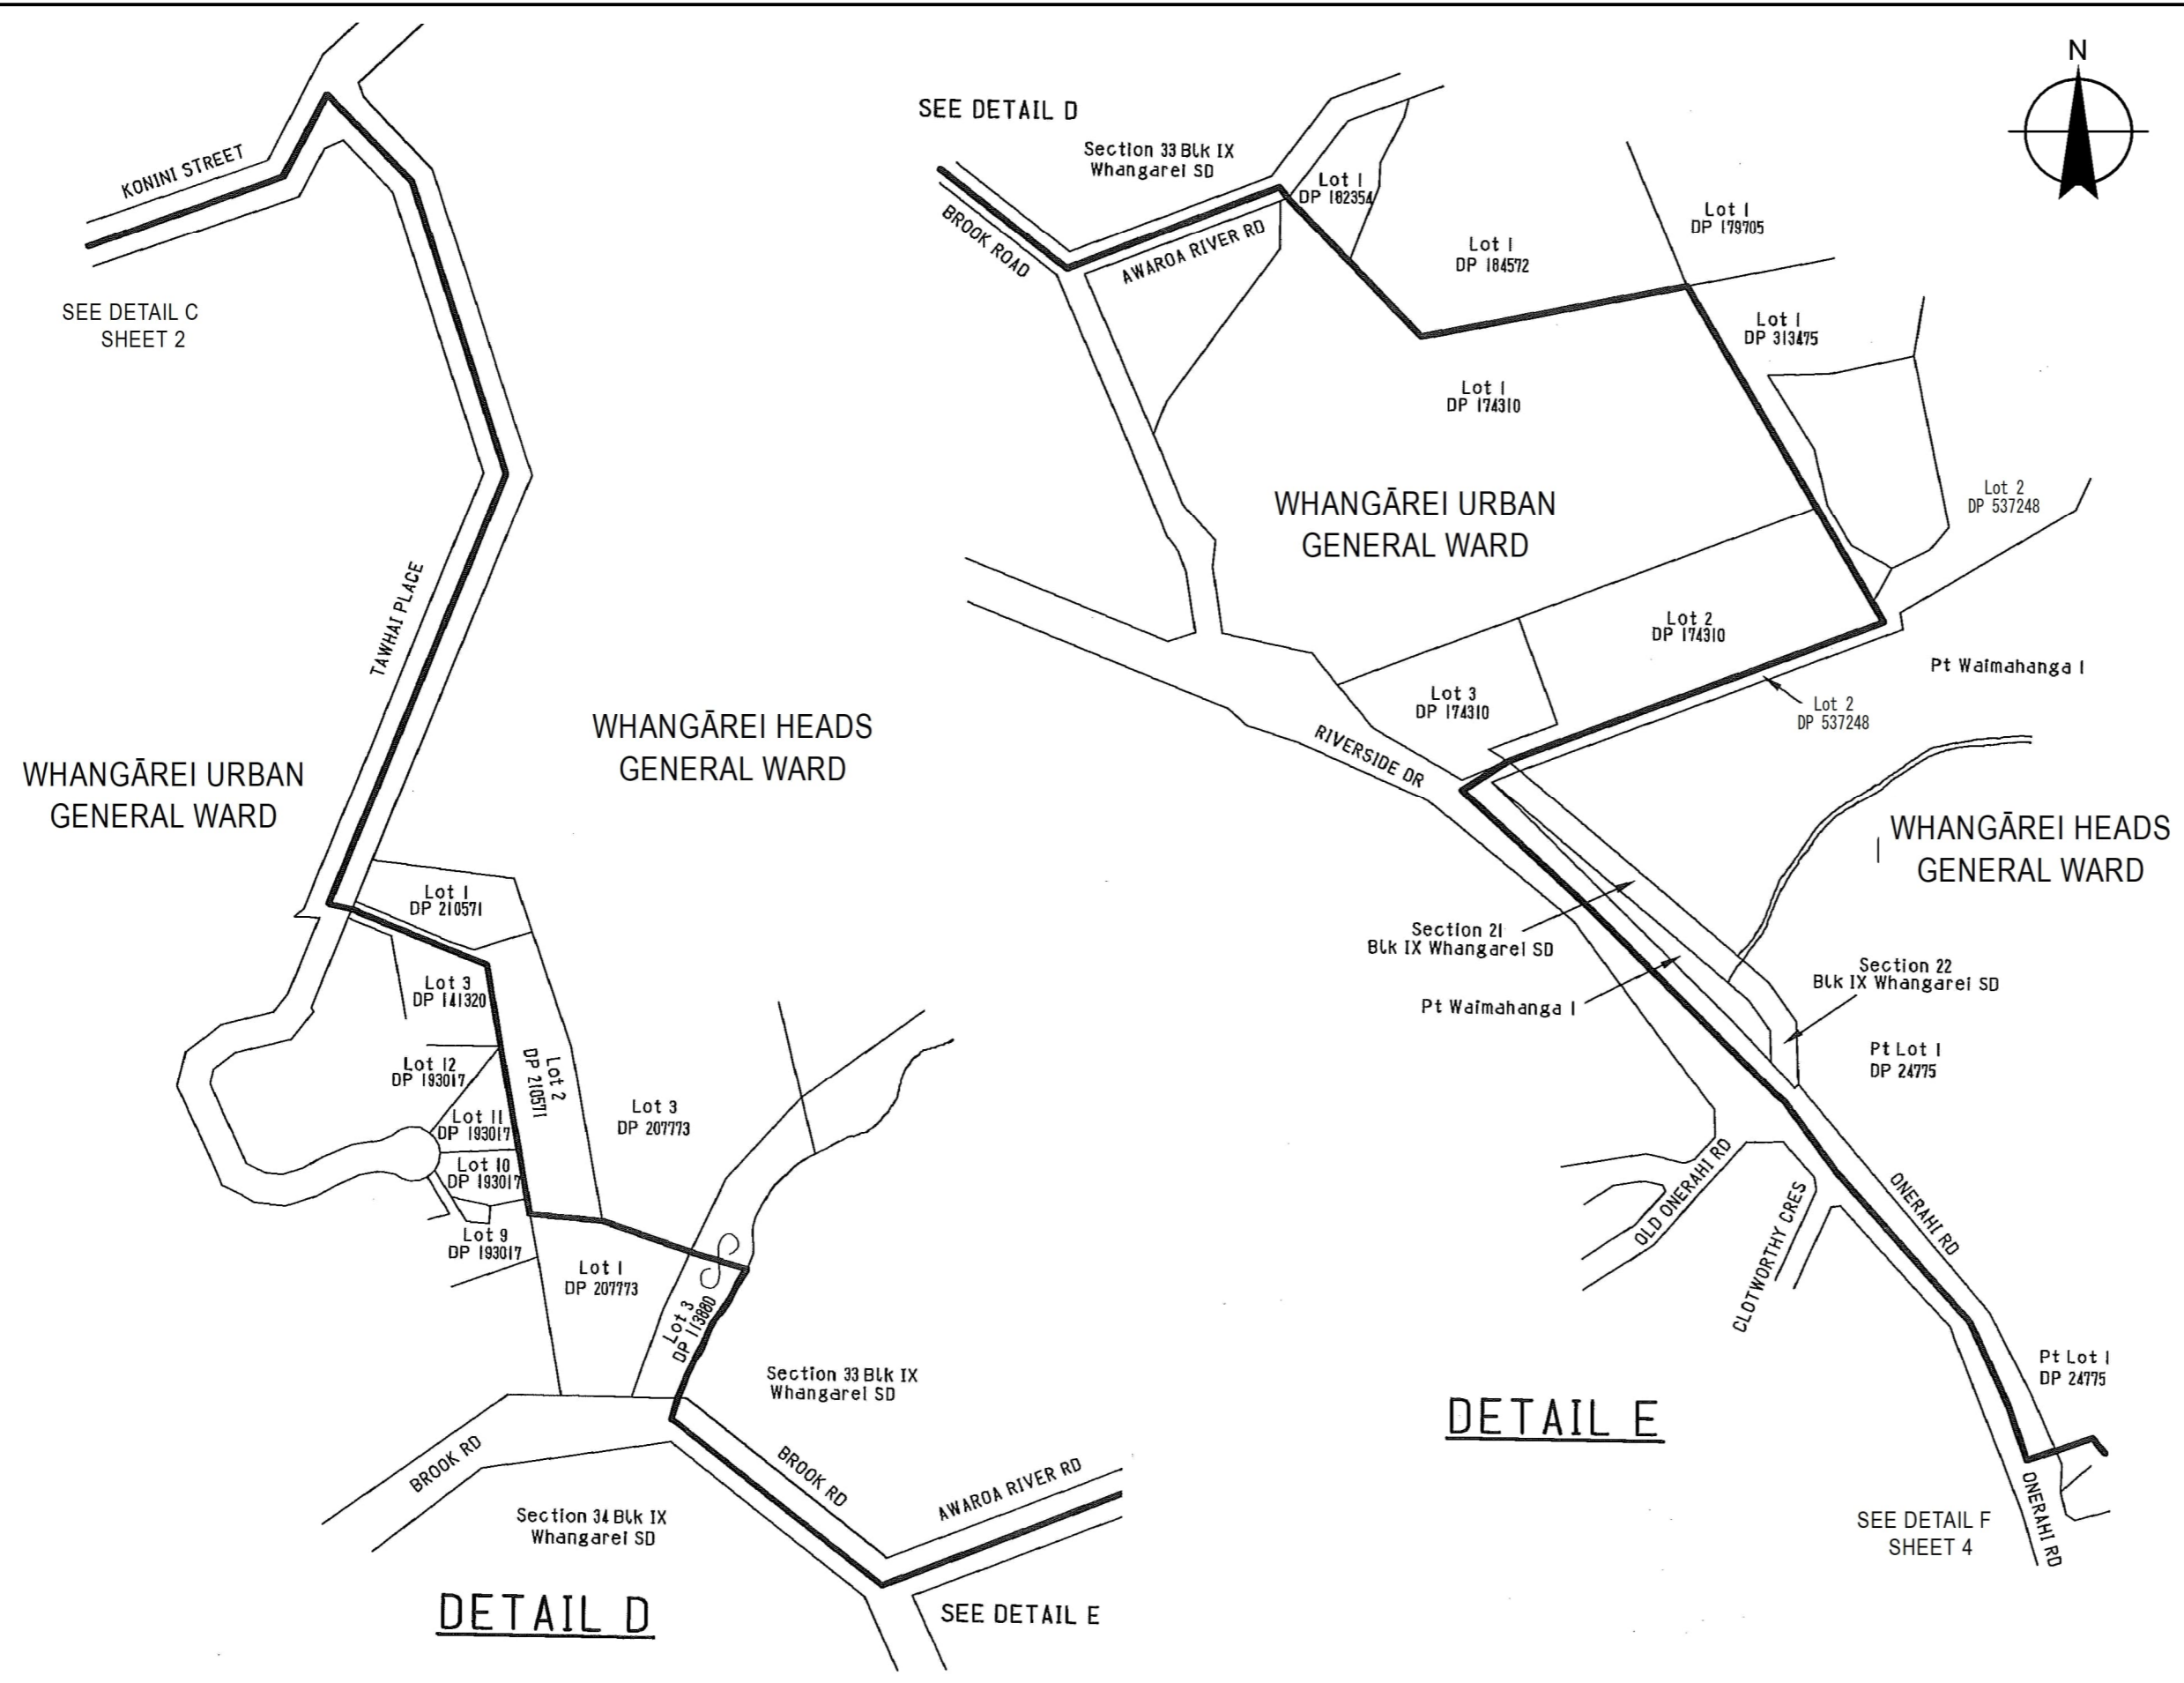 KONINI STREET
SEE DETAIL C
SHEET 2
TAWHAI PLACE
WHANGĀREI URBAN
GENERAL WARD
WHANGĀREI HEADS
GENERAL WARD
Lot 1
DP 210571
Lot 3
DP 141320
Lot 12
DP 193017
Lot 11
DP 193017
Lot 10
DP 193017
Lot 9
DP 193017
Lot 2
DP 210571
Lot 3
DP 207773
Lot 1
DP 207773
Lot 3
DP 113880
Section 33 Blk IX
Whangarei SD
BROOK RD
BROOK RD
AWAROA RIVER RD
Section 34 Blk IX
Whangarei SD
DETAIL D
SEE DETAIL E
N
SEE DETAIL D
Section 33 Blk IX
Whangarei SD
BROOK ROAD
AWAROA RIVER RD
Lot 1
DP 182354
Lot 1
DP 184572
Lot 1
DP 179705
Lot 1
DP 313475
Lot 1
DP 174310
WHANGĀREI URBAN
GENERAL WARD
Lot 2
DP 537248
Lot 2
DP 174310
Lot 3
DP 174310
Pt Waimahanga 1
Lot 2
DP 537248
RIVERSIDE DR
WHANGĀREI HEADS
GENERAL WARD
Section 21
Blk IX Whangarei SD
Pt Waimahanga 1
Section 22
Blk IX Whangarei SD
Pt Lot 1
DP 24775
OLD ONERAHI RD
CLOTWORTHY CRES
ONERAHI RD
Pt Lot 1
DP 24775
DETAIL E
SEE DETAIL F
SHEET 4
ONERAHI RD